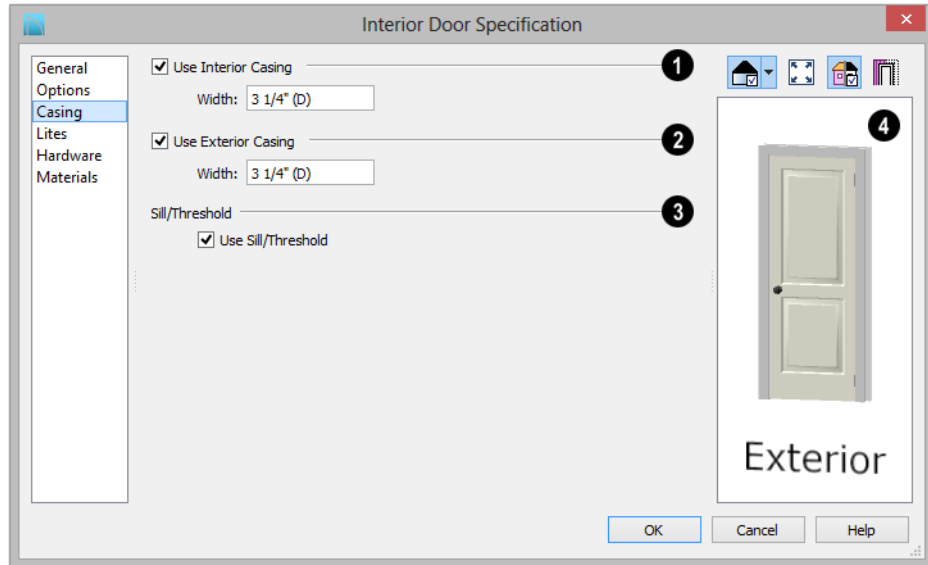 Interior Door Specification
General
Options
Casing
Lites
Hardware
Materials
Use Interior Casing
1
Width: 3 1/4" (D)
Use Exterior Casing
2
Width: 3 1/4" (D)
Sill/Threshold
3
Use Sill/Threshold
4
Exterior
OK
Cancel
Help